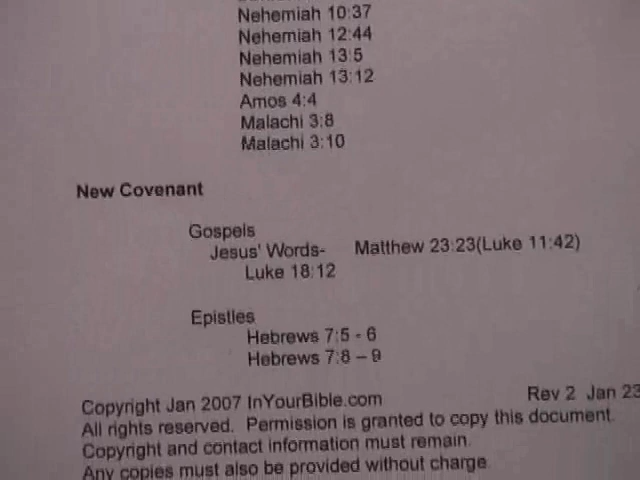 Nehemiah 10:37
Nehemiah 12:44
Nehemiah 13:5
Nehemiah 13:12
Amos 4:4
Malachi 3:8
Malachi 3:10
New Covenant
Gospels
Jesus' Words- Matthew 23:23(Luke 11:42)
Luke 18:12
Epistles
Hebrews 7:5 - 6
Hebrews 7:8 – 9
Copyright Jan 2007 InYourBible.com Rev 2 Jan 23
All rights reserved. Permission is granted to copy this document.
Copyright and contact information must remain.
Any copies must also be provided without charge.